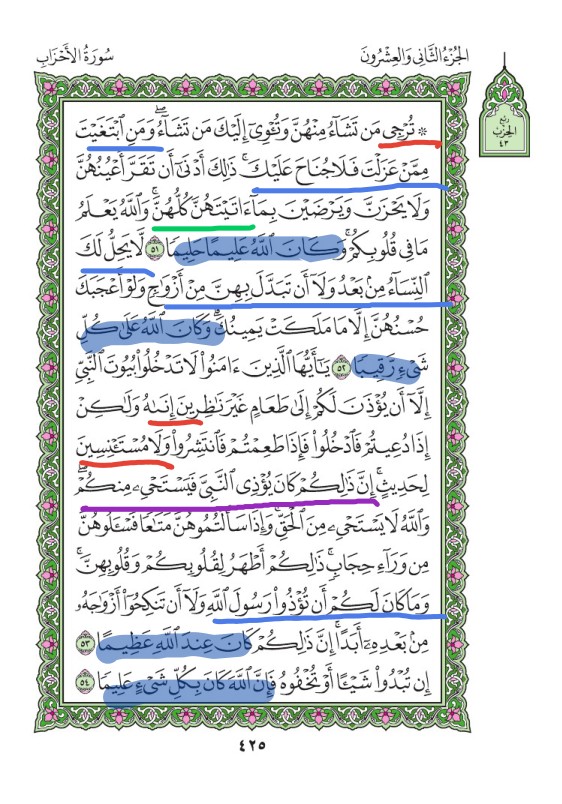 الجُزْءُ الثَّانِي وَالعِشْرُونَ
سُورَةُ الأَحْزَابِ
رُبع
الحِزْب
٤٣
۞ تُرْجِي مَن تَشَآءُ مِنْهُنَّ وَتُـْٔوِيٓ إِلَيْكَ مَن تَشَآءُۖ وَمَنِ ٱبْتَغَيْتَ
مِمَّنْ عَزَلْتَ فَلَا جُنَاحَ عَلَيْكَۚ ذَٰلِكَ أَدْنَىٰٓ أَن تَقَرَّ أَعْيُنُهُنَّ
وَلَا يَحْزَنَّ وَيَرْضَيْنَ بِمَآ ءَاتَيْتَهُنَّ كُلُّهُنَّۚ وَٱللَّهُ يَعْلَمُ
مَا فِي قُلُوبِكُمْۚ وَكَانَ ٱللَّهُ عَلِيمًا حَلِيمًا ٥١ لَّا يَحِلُّ لَكَ
ٱلنِّسَآءُ مِنۢ بَعْدُ وَلَآ أَن تَبَدَّلَ بِهِنَّ مِنْ أَزْوَٰجٖ وَلَوْ أَعْجَبَكَ
حُسْنُهُنَّ إِلَّا مَا مَلَكَتْ يَمِينُكَۗ وَكَانَ ٱللَّهُ عَلَىٰ كُلِّ
شَيْءٖ رَّقِيبًا ٥٢ يَٰٓأَيُّهَا ٱلَّذِينَ ءَامَنُوا۟ لَا تَدْخُلُوا۟ بُيُوتَ ٱلنَّبِيِّ
إِلَّآ أَن يُؤْذَنَ لَكُمْ إِلَىٰ طَعَامٍ غَيْرَ نَٰظِرِينَ إِنَىٰهُ وَلَٰكِنْ
إِذَا دُعِيتُمْ فَٱدْخُلُوا۟ فَإِذَا طَعِمْتُمْ فَٱنتَشِرُوا۟ وَلَا مُسْتَـْٔنِسِينَ
لِحَدِيثٍۚ إِنَّ ذَٰلِكُمْ كَانَ يُؤْذِي ٱلنَّبِيَّ فَيَسْتَحْيِۦ مِنكُمْۖ
وَٱللَّهُ لَا يَسْتَحْيِۦ مِنَ ٱلْحَقِّۚ وَإِذَا سَأَلْتُمُوهُنَّ مَتَٰعٗا فَسْـَٔلُوهُنَّ
مِن وَرَآءِ حِجَابٖۚ ذَٰلِكُمْ أَطْهَرُ لِقُلُوبِكُمْ وَقُلُوبِهِنَّۚ
وَمَا كَانَ لَكُمْ أَن تُؤْذُوا۟ رَسُولَ ٱللَّهِ وَلَآ أَن تَنكِحُوٓا۟ أَزْوَٰجَهُۥ
مِنۢ بَعْدِهِۦٓ أَبَدًاۚ إِنَّ ذَٰلِكُمْ كَانَ عِندَ ٱللَّهِ عَظِيمًا ٥٣
إِن تُبْدُوا۟ شَيْـًٔا أَوْ تُخْفُوهُ فَإِنَّ ٱللَّهَ كَانَ بِكُلِّ شَيْءٍ عَلِيمٗا ٥٤
٤٢٥